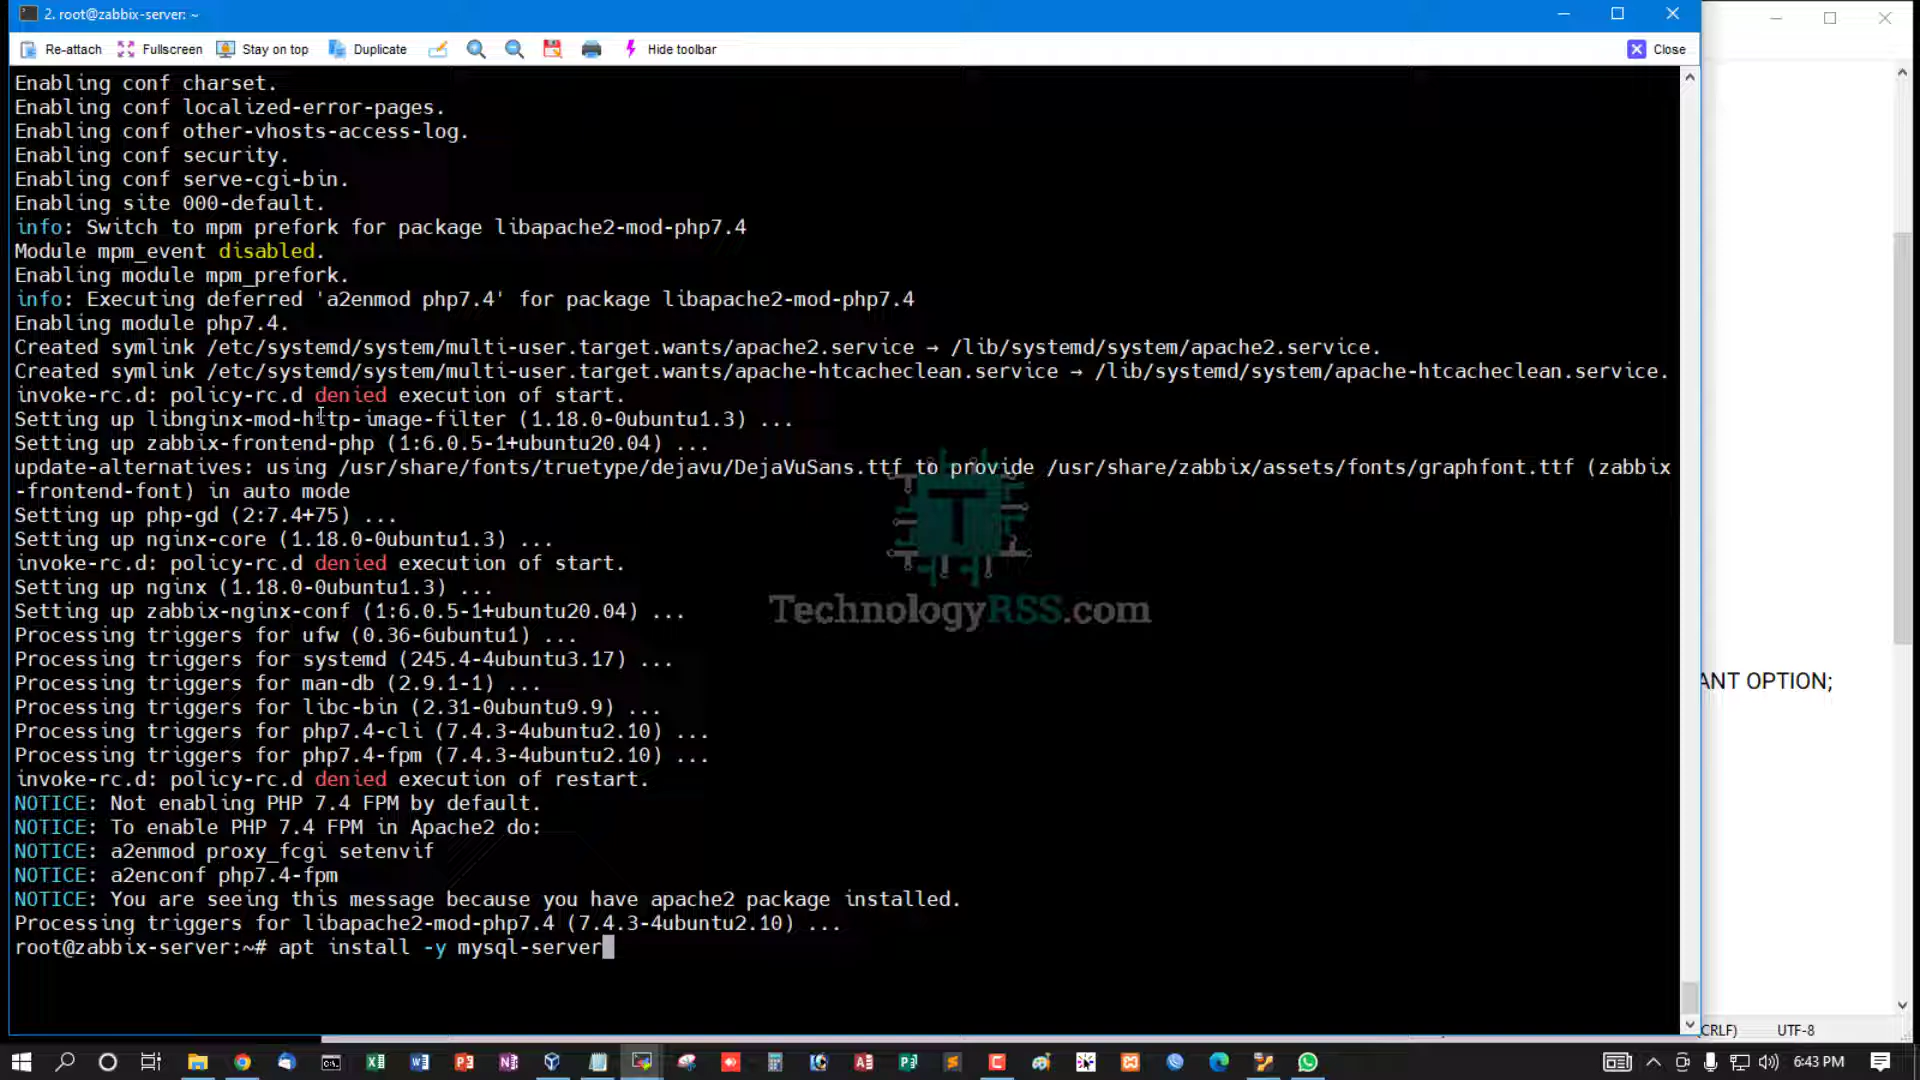 2. root@zabbix-server: ~
Re-attach Fullscreen Stay on top Duplicate Hide toolbar Close
Enabling conf charset.
Enabling conf localized-error-pages.
Enabling conf other-vhosts-access-log.
Enabling conf security.
Enabling conf serve-cgi-bin.
Enabling site 000-default.
info: Switch to mpm prefork for package libapache2-mod-php7.4
Module mpm_event disabled.
Enabling module mpm_prefork.
info: Executing deferred 'a2enmod php7.4' for package libapache2-mod-php7.4
Enabling module php7.4.
Created symlink /etc/systemd/system/multi-user.target.wants/apache2.service → /lib/systemd/system/apache2.service.
Created symlink /etc/systemd/system/multi-user.target.wants/apache-htcacheclean.service → /lib/systemd/system/apache-htcacheclean.service.
invoke-rc.d: policy-rc.d denied execution of start.
Setting up libnginx-mod-http-image-filter (1.18.0-0ubuntu1.3) ...
Setting up zabbix-frontend-php (1:6.0.5-1+ubuntu20.04) ...
update-alternatives: using /usr/share/fonts/truetype/dejavu/DejaVuSans.ttf to provide /usr/share/zabbix/assets/fonts/graphfont.ttf (zabbix
-frontend-font) in auto mode
Setting up php-gd (2:7.4+75) ...
Setting up nginx-core (1.18.0-0ubuntu1.3) ...
invoke-rc.d: policy-rc.d denied execution of start.
Setting up nginx (1.18.0-0ubuntu1.3) ...
Setting up zabbix-nginx-conf (1:6.0.5-1+ubuntu20.04) ...
TechnologyRSS.com
Processing triggers for ufw (0.36-6ubuntu1) ...
Processing triggers for systemd (245.4-4ubuntu3.17) ...
Processing triggers for man-db (2.9.1-1) ...
ANT OPTION;
Processing triggers for libc-bin (2.31-0ubuntu9.9) ...
Processing triggers for php7.4-cli (7.4.3-4ubuntu2.10) ...
Processing triggers for php7.4-fpm (7.4.3-4ubuntu2.10) ...
invoke-rc.d: policy-rc.d denied execution of restart.
NOTICE: Not enabling PHP 7.4 FPM by default.
NOTICE: To enable PHP 7.4 FPM in Apache2 do:
NOTICE: a2enmod proxy_fcgi setenvif
NOTICE: a2enconf php7.4-fpm
NOTICE: You are seeing this message because you have apache2 package installed.
Processing triggers for libapache2-mod-php7.4 (7.4.3-4ubuntu2.10) ...
root@zabbix-server:~# apt install -y mysql-server
(CRLF) UTF-8
6:43 PM